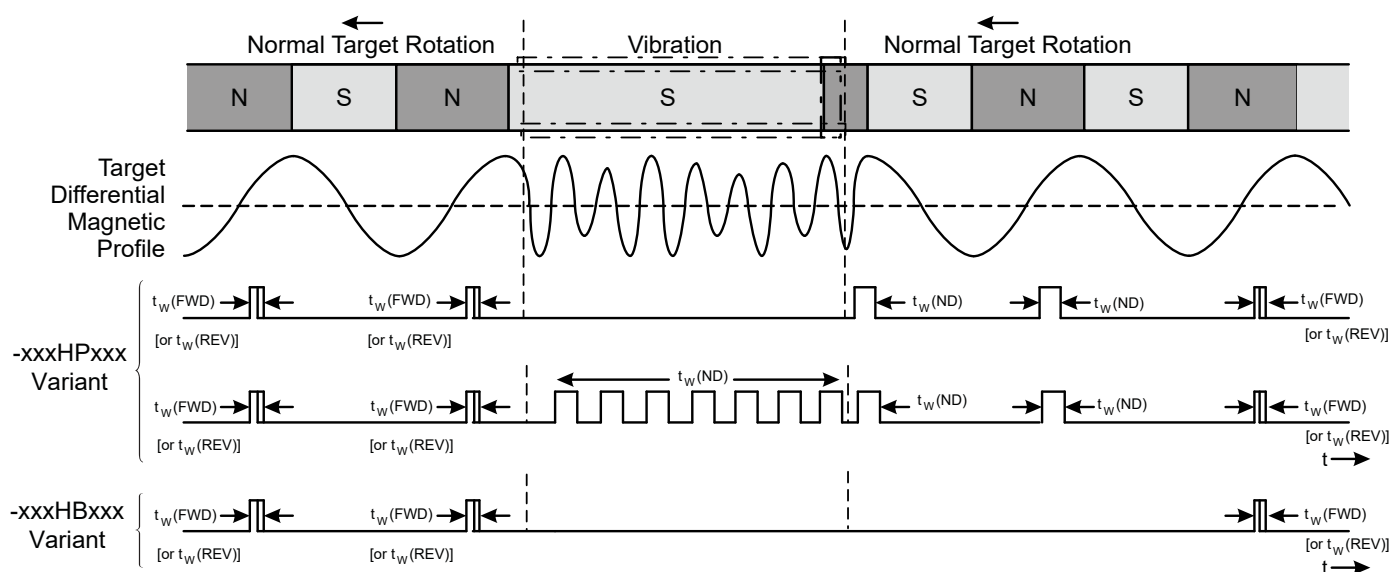 Normal Target Rotation Vibration Normal Target Rotation
N S N S S N S N
Target
Differential
Magnetic
Profile
-xxxHPxxx
Variant
tW(FWD) tW(FWD) tW(ND) tW(ND) tW(FWD)
[or tW(REV)] [or tW(REV)] [or tW(REV)]
tW(ND)
tW(FWD) tW(FWD) tW(ND) tW(ND) tW(FWD)
[or tW(REV)] [or tW(REV)] [or tW(REV)]
t
-xxxHBxxx
Variant
tW(FWD) tW(FWD) tW(FWD)
[or tW(REV)] [or tW(REV)] [or tW(REV)]
t